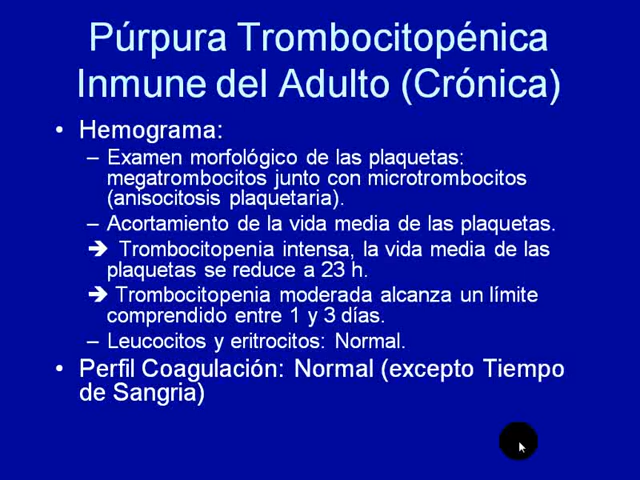 Púrpura Trombocitopénica
Inmune del Adulto (Crónica)
• Hemograma:
– Examen morfológico de las plaquetas:
megatrombocitos junto con microtrombocitos
(anisocitosis plaquetaria).
– Acortamiento de la vida media de las plaquetas.
➔ Trombocitopenia intensa, la vida media de las
plaquetas se reduce a 23 h.
➔ Trombocitopenia moderada alcanza un límite
comprendido entre 1 y 3 días.
– Leucocitos y eritrocitos: Normal.
• Perfil Coagulación: Normal (excepto Tiempo
de Sangria)